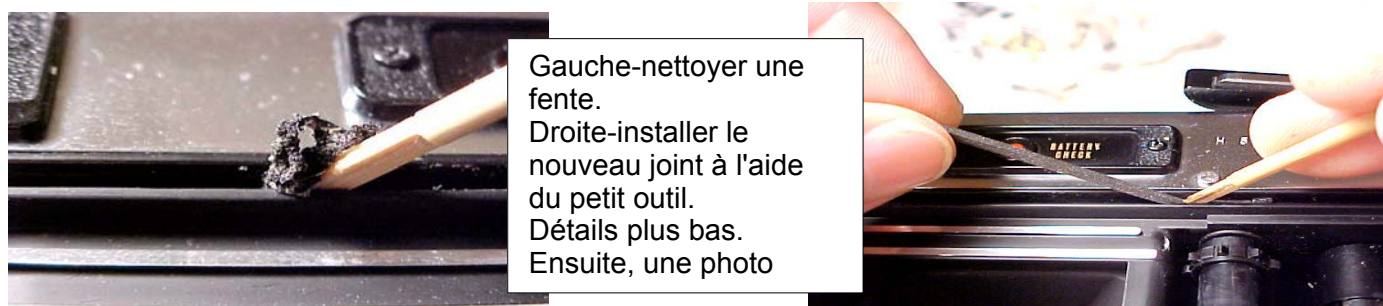 Gauche-nettoyer une
fente.
Droite-installer le
nouveau joint à l'aide
du petit outil.
Détails plus bas.
Ensuite, une photo
BATTERY
CHECK